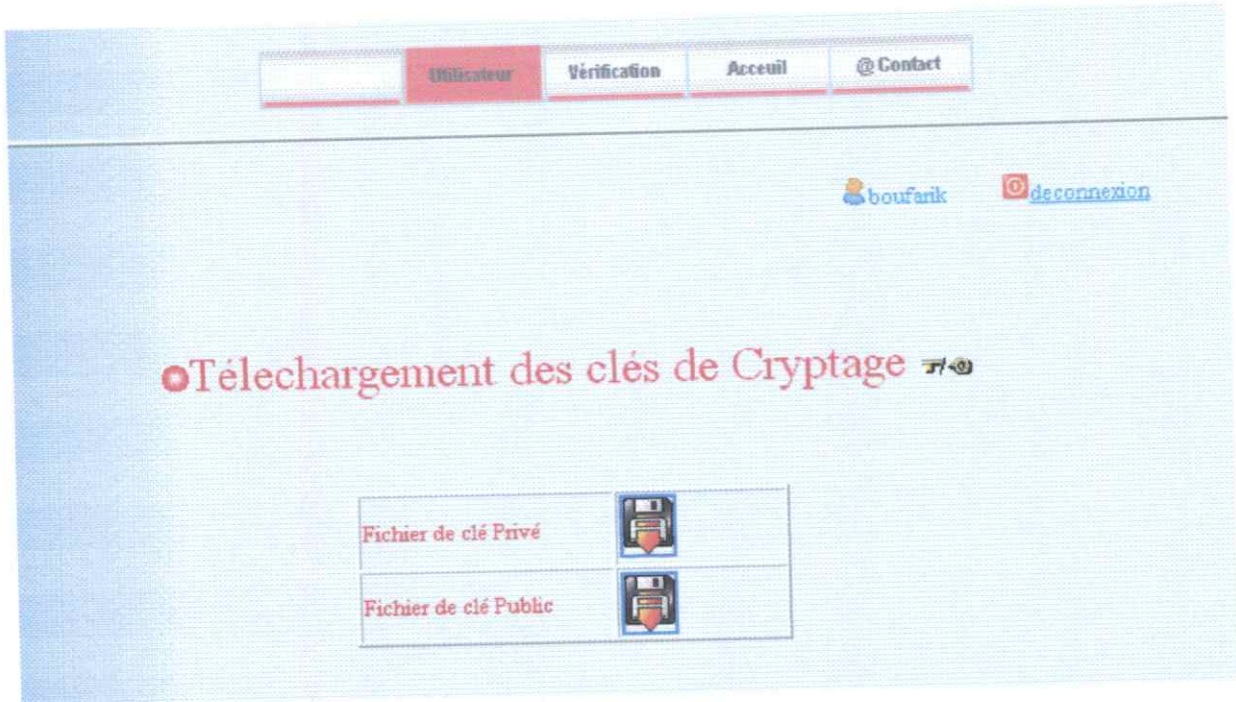 Utilisateur Vérification Acceuil @ Contact
boufarik deconnexion
Télechargement des clés de Cryptage
Fichier de clé Privé
Fichier de clé Public